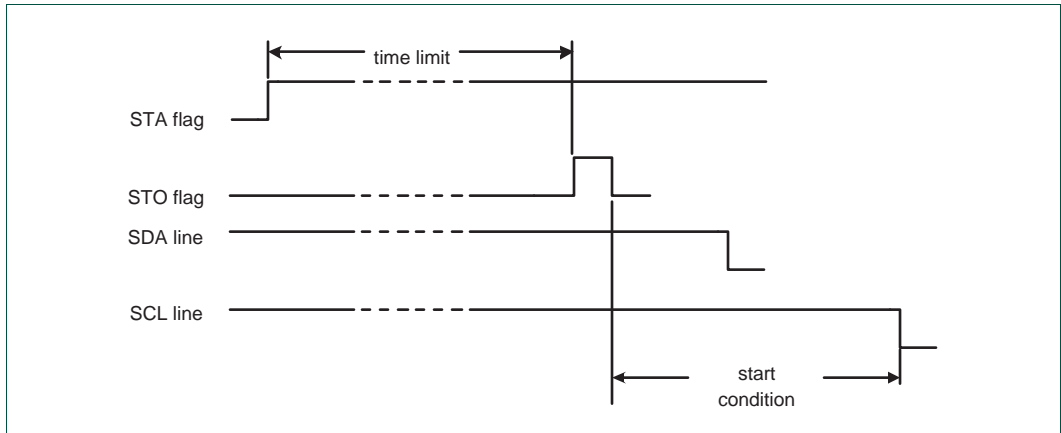 time limit
STA flag
STO flag
SDA line
SCL line
start
condition